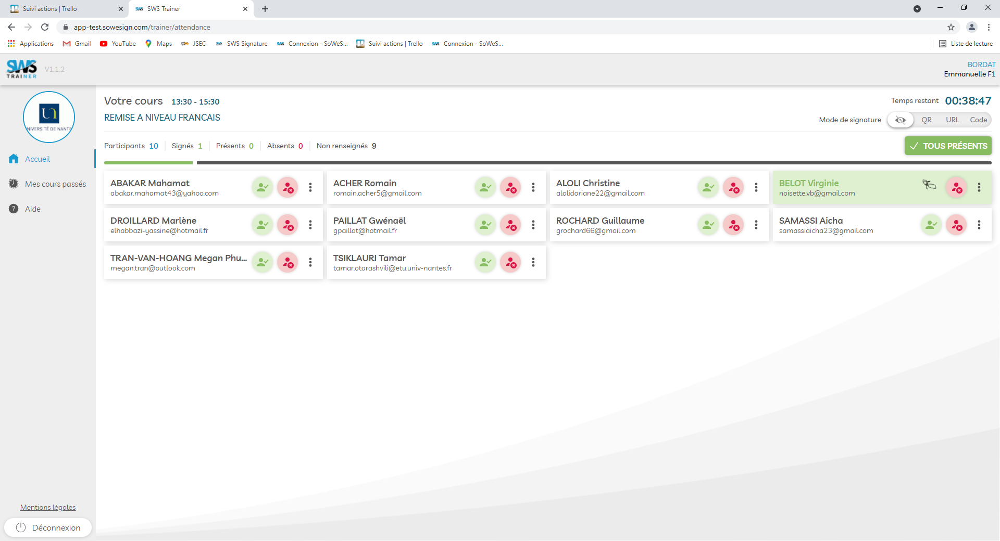 Suivi actions | Trello
SWS Trainer
app-test.sowesign.com/trainer/attendance
Applications Gmail YouTube Maps JSEC SWS Signature Connexion - SoWeS... Suivi actions | Trello Connexion - SoWeS... Liste de lecture
SWS
TRAINER
V1.1.2
BORDAT
Emmanuelle F1
UNIVERSITÉ DE NANTE
Accueil
Mes cours passés
Aide
Mentions légales
Déconnexion
Votre cours 13:30 - 15:30
REMISE A NIVEAU FRANCAIS
Temps restant 00:38:47
Mode de signature QR URL Code
Participants 10 Signés 1 Présents 0 Absents 0 Non renseignés 9
TOUS PRÉSENTS
ABAKAR Mahamat
abakar.mahamat43@yahoo.com
ACHER Romain
romain.acher5@gmail.com
ALOLI Christine
alolidoriane22@gmail.com
BELOT Virginie
noisette.vb@gmail.com
DROILLARD Marlène
elhabbazi-yassine@hotmail.fr
PAILLAT Gwénaël
gpaillat@hotmail.fr
ROCHARD Guillaume
grochard66@gmail.com
SAMASSI Aicha
samassiaicha23@gmail.com
TRAN-VAN-HOANG Megan Phu...
megan.tran@outlook.com
TSIKLAURI Tamar
tamar.otarashvili@etu.univ-nantes.fr